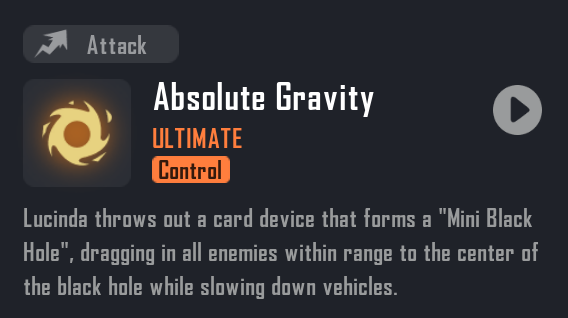 Attack
Absolute Gravity
ULTIMATE
Control
Lucinda throws out a card device that forms a "Mini Black
Hole", dragging in all enemies within range to the center of
the black hole while slowing down vehicles.